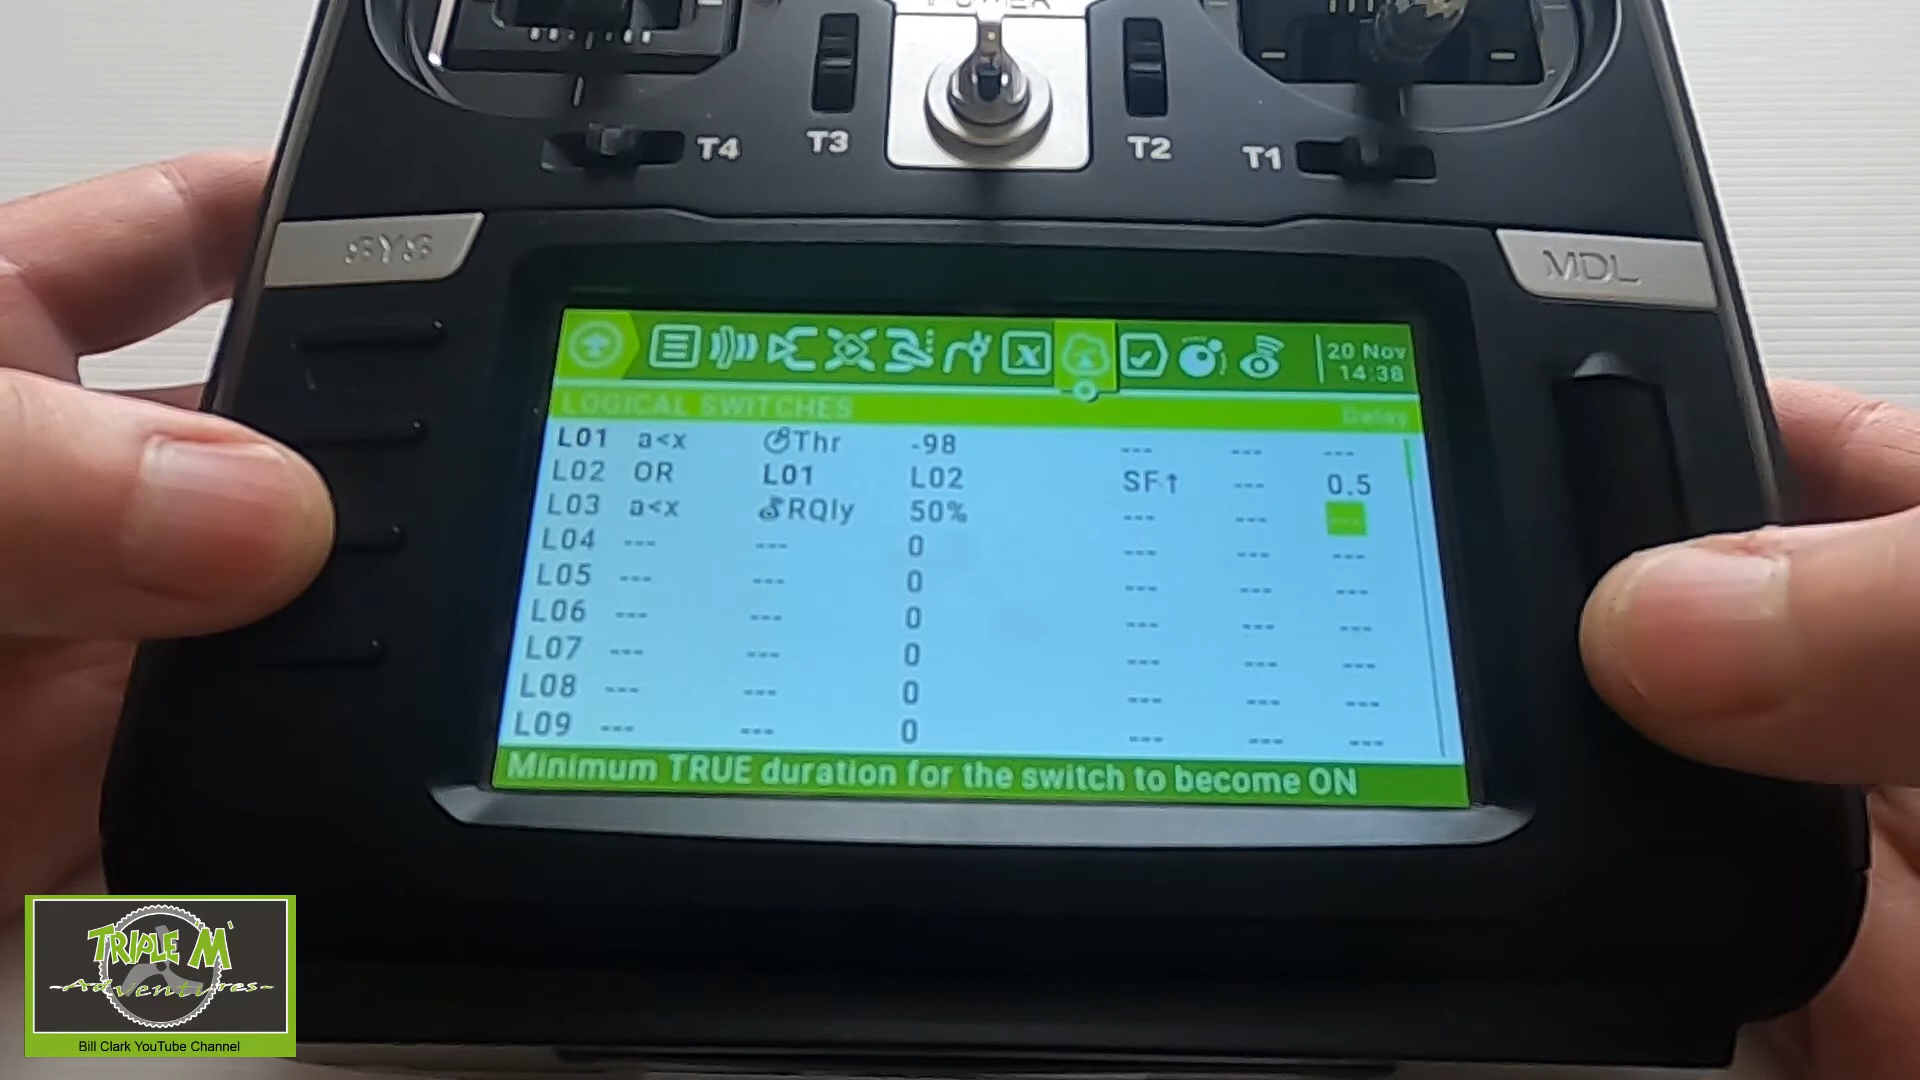 POWER
T4
T3
T2
T1
SYS
MDL
20 Nov
14:38
LOGICAL SWITCHES
Delay
L01 a<x Thr -98 --- --- ---
L02 OR L01 L02 SF↑ --- 0.5
L03 a<x RQly 50% --- --- ---
L04 --- --- 0 --- --- ---
L05 --- --- 0 --- --- ---
L06 --- --- 0 --- --- ---
L07 --- --- 0 --- --- ---
L08 --- --- 0 --- --- ---
L09 --- --- 0 --- --- ---
Minimum TRUE duration for the switch to become ON
TRIPLE M
-Adventures-
Bill Clark YouTube Channel